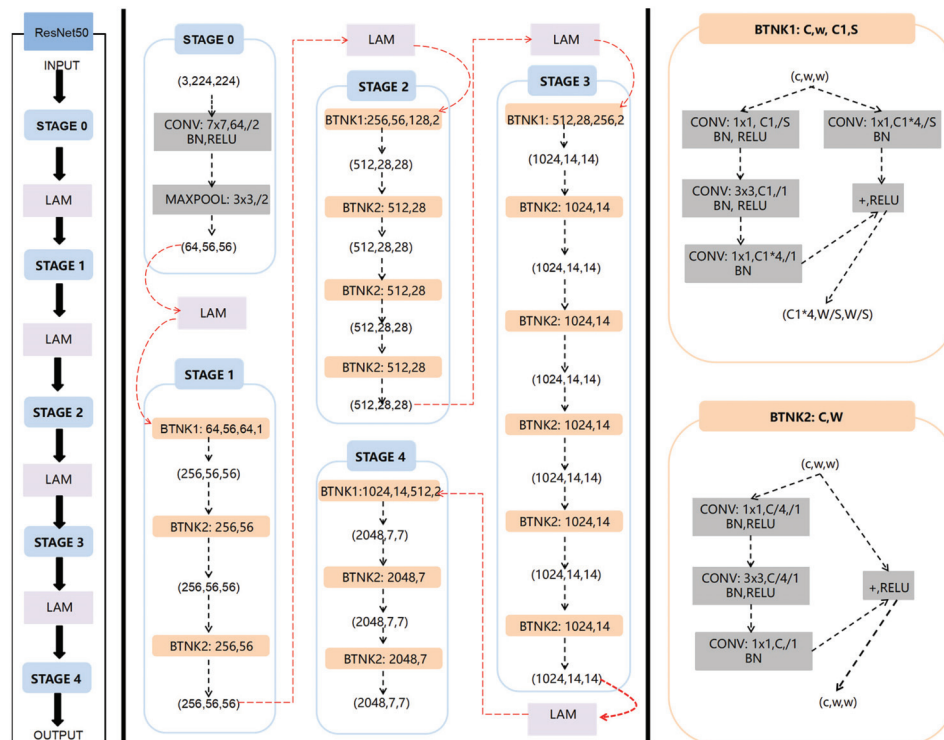 ResNet50
INPUT
STAGE 0
LAM
STAGE 1
LAM
STAGE 2
LAM
STAGE 3
LAM
STAGE 4
OUTPUT
STAGE 0
(3,224,224)
CONV: 7x7,64,/2
BN,RELU
MAXPOOL: 3x3,/2
(64,56,56)
LAM
STAGE 1
BTNK1: 64,56,64,1
(256,56,56)
BTNK2: 256,56
(256,56,56)
BTNK2: 256,56
(256,56,56)
LAM
STAGE 2
BTNK1:256,56,128,2
(512,28,28)
BTNK2: 512,28
(512,28,28)
BTNK2: 512,28
(512,28,28)
BTNK2: 512,28
(512,28,28)
LAM
STAGE 3
BTNK1: 512,28,256,2
(1024,14,14)
BTNK2: 1024,14
(1024,14,14)
BTNK2: 1024,14
(1024,14,14)
BTNK2: 1024,14
(1024,14,14)
BTNK2: 1024,14
(1024,14,14)
BTNK2: 1024,14
(1024,14,14)
LAM
STAGE 4
BTNK1:1024,14,512,2
(2048,7,7)
BTNK2: 2048,7
(2048,7,7)
BTNK2: 2048,7
(2048,7,7)
BTNK1: C,w, C1,S
(c,w,w)
CONV: 1x1, C1,/S
BN, RELU
CONV: 1x1,C1*4,/S
BN
CONV: 3x3,C1,/1
BN, RELU
+,RELU
CONV: 1x1,C1*4,/1
BN
(C1*4,W/S,W/S)
BTNK2: C,W
(c,w,w)
CONV: 1x1,C/4,/1
BN,RELU
CONV: 3x3,C/4/1
BN,RELU
+,RELU
CONV: 1x1,C,/1
BN
(c,w,w)